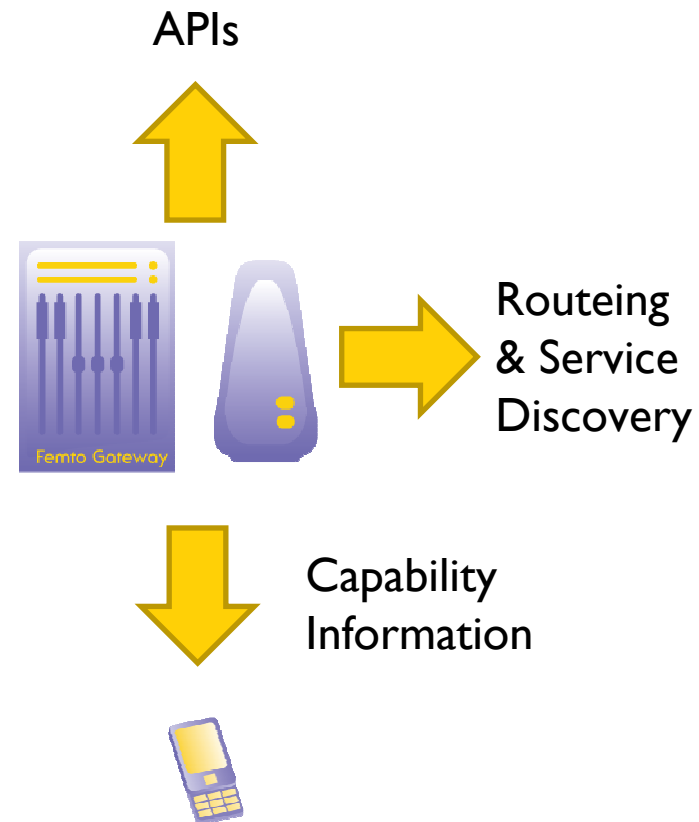 APIs
Femto Gateway
Routeing
& Service
Discovery
Capability
Information